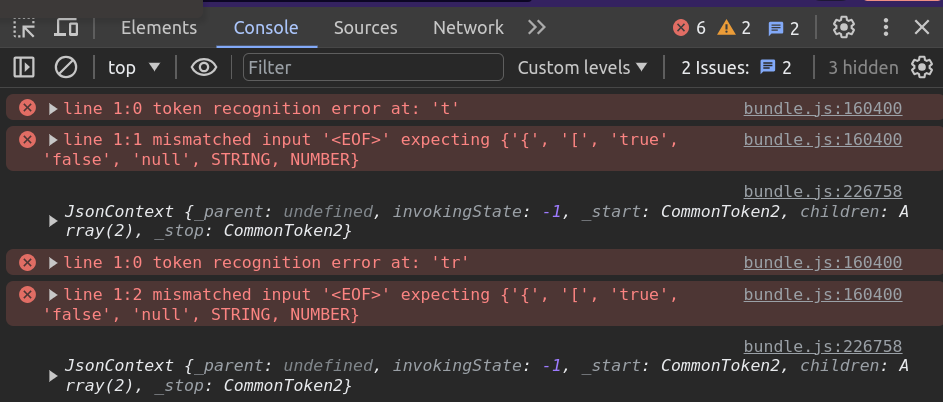 Elements Console Sources Network 6 2 2
top Filter Custom levels 2 Issues: 2 3 hidden
line 1:0 token recognition error at: 't' bundle.js:160400
line 1:1 mismatched input '<EOF>' expecting {'{', '[', 'true', bundle.js:160400
'false', 'null', STRING, NUMBER}
bundle.js:226758
JsonContext {_parent: undefined, invokingState: -1, _start: CommonToken2, children: A
rray(2), _stop: CommonToken2}
line 1:0 token recognition error at: 'tr' bundle.js:160400
line 1:2 mismatched input '<EOF>' expecting {'{', '[', 'true', bundle.js:160400
'false', 'null', STRING, NUMBER}
bundle.js:226758
JsonContext {_parent: undefined, invokingState: -1, _start: CommonToken2, children: A
rray(2), _stop: CommonToken2}